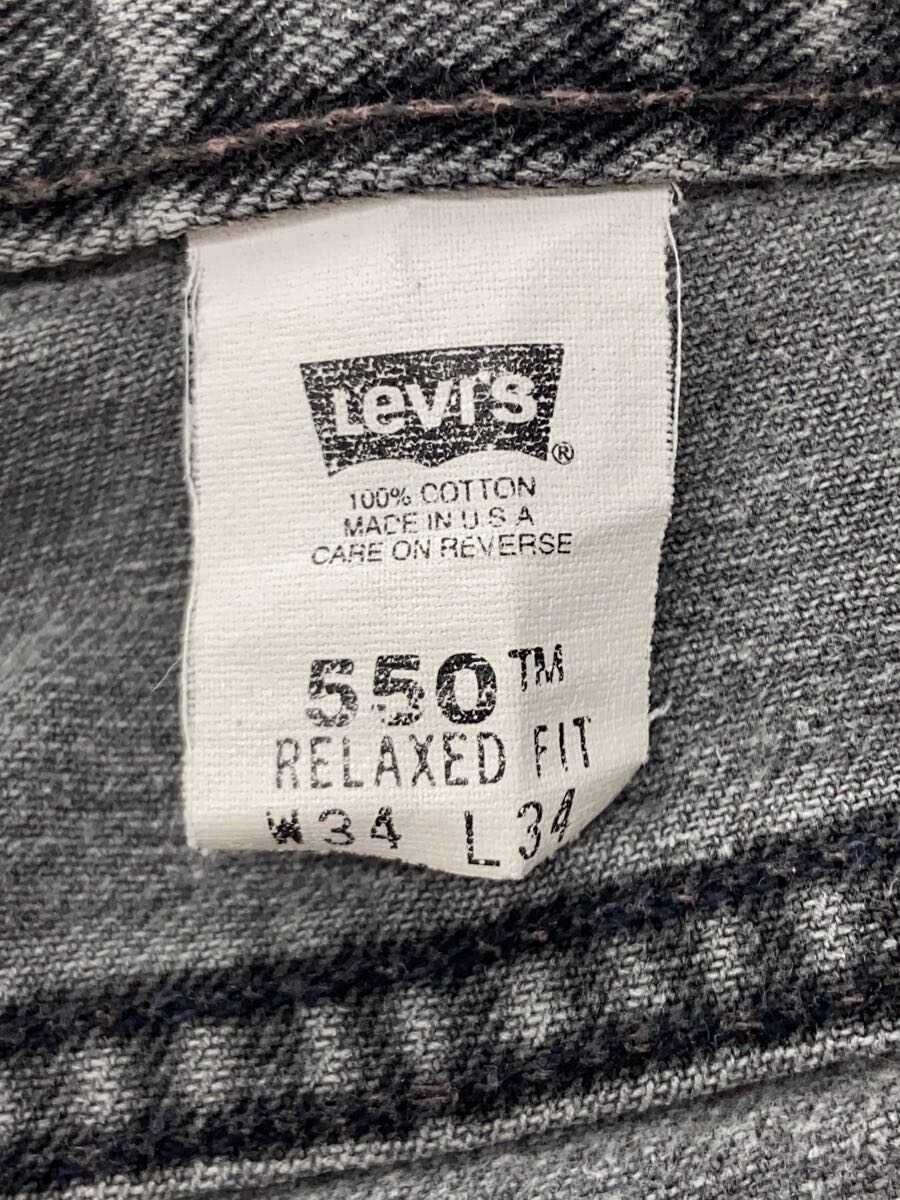 Levi's ®
100% COTTON
MADE IN U.S.A
CARE ON REVERSE
550™
RELAXED FIT
W34 L34